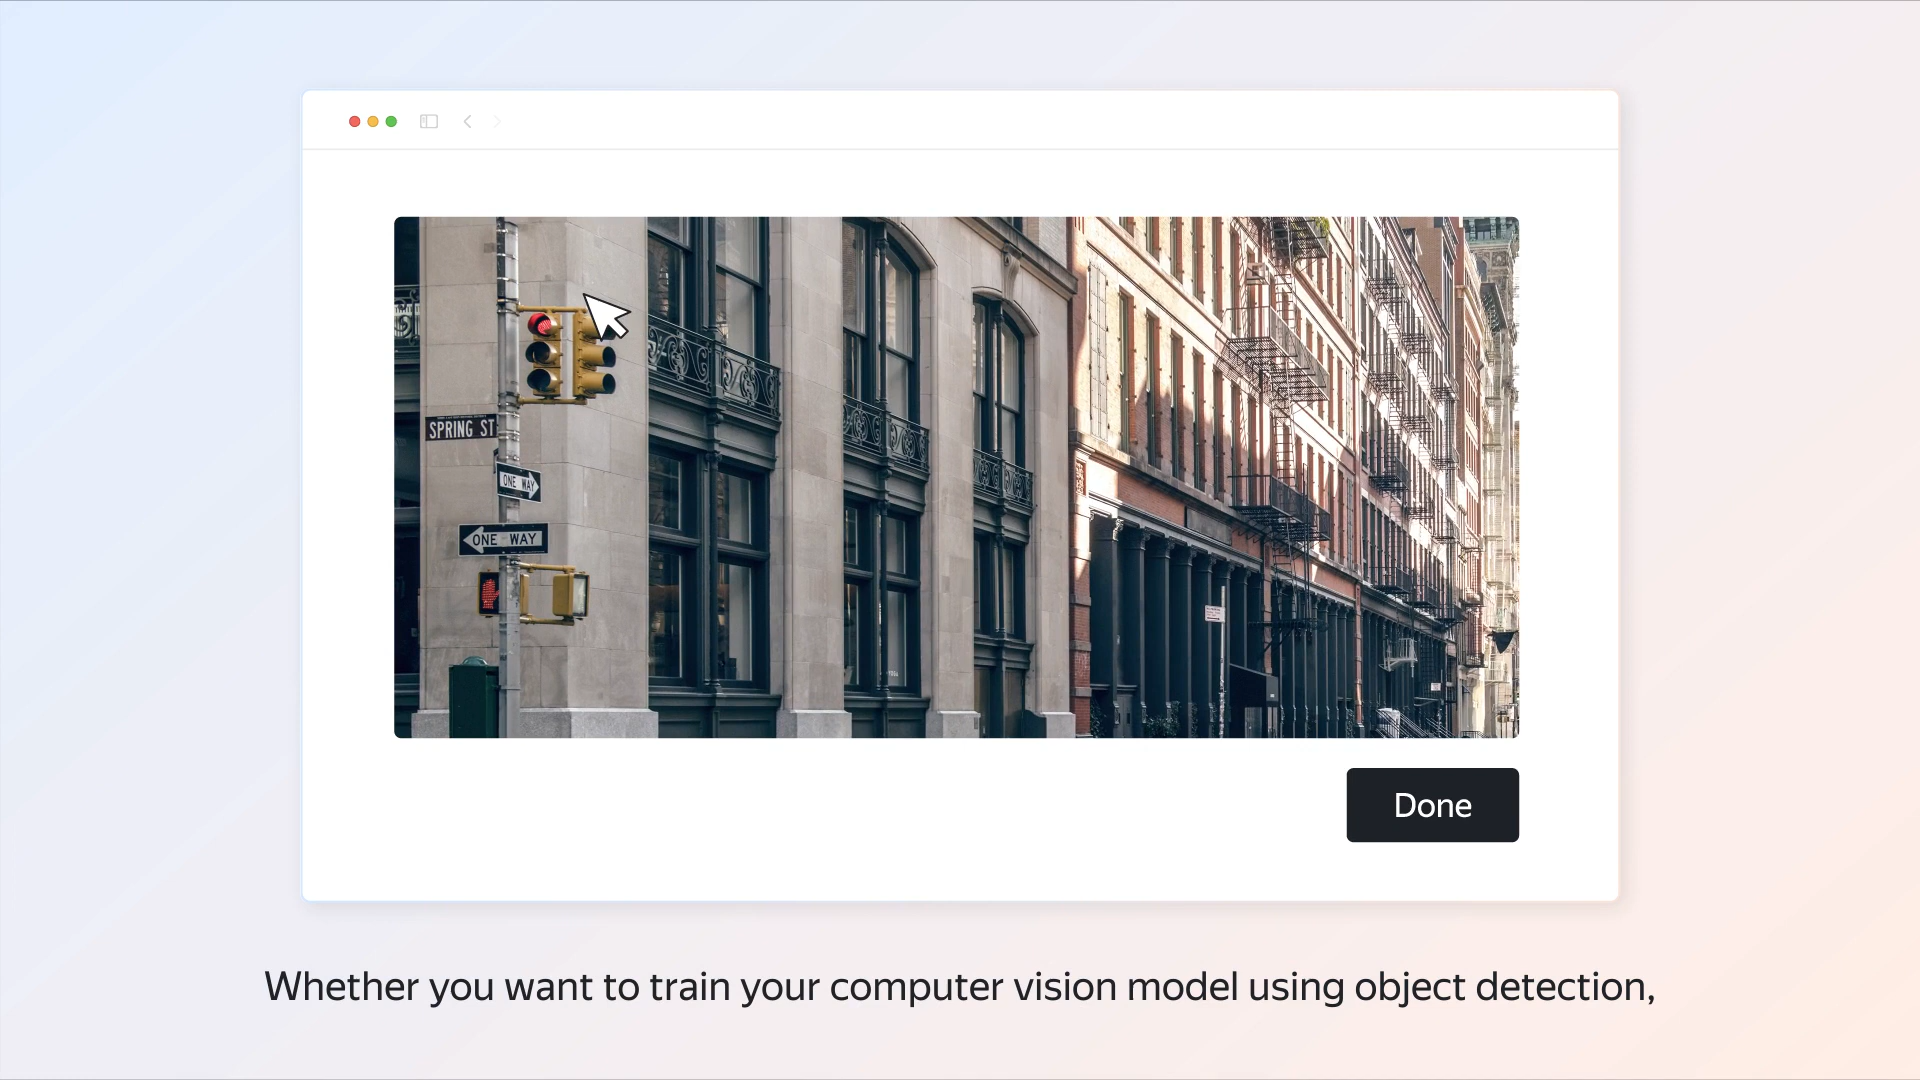 SPRING ST
ONE WAY
ONE WAY
Done
Whether you want to train your computer vision model using object detection,